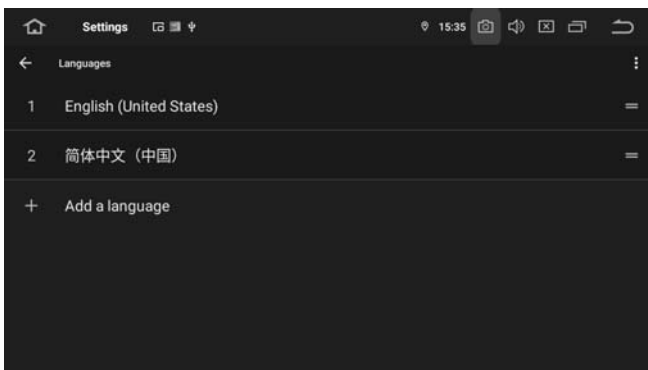 Settings 15:35
Languages
1 English (United States)
2 简体中文（中国）
Add a language